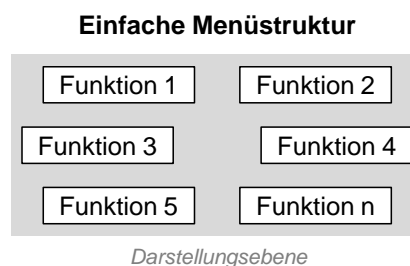 Einfache Menüstruktur
Funktion 1 Funktion 2
Funktion 3 Funktion 4
Funktion 5 Funktion n
Darstellungsebene